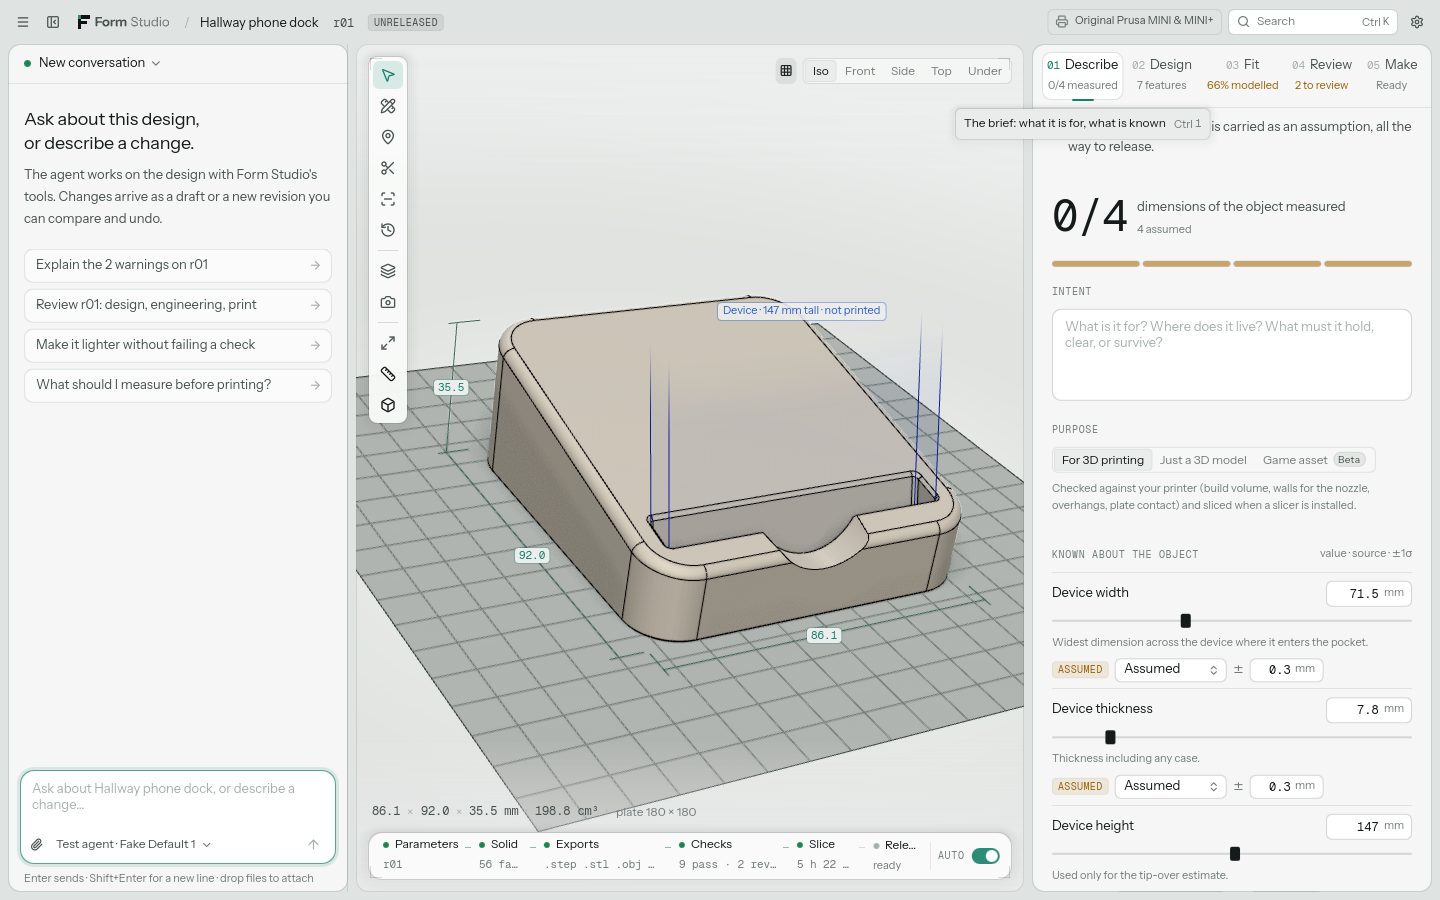 Form Studio / Hallway phone dock r01 UNRELEASED
Original Prusa MINI & MINI+
Search Ctrl K
New conversation
Ask about this design,
or describe a change.
The agent works on the design with Form Studio's
tools. Changes arrive as a draft or a new revision you
can compare and undo.
Explain the 2 warnings on r01
Review r01: design, engineering, print
Make it lighter without failing a check
What should I measure before printing?
Ask about Hallway phone dock, or describe a
change...
Test agent · Fake Default 1
Enter sends · Shift+Enter for a new line · drop files to attach
Iso Front Side Top Under
Device · 147 mm tall · not printed
35.5
92.0
86.1
86.1 × 92.0 × 35.5 mm · 198.8 cm³ · plate 180 × 180
Parameters Solid Exports Checks Slice Rele…
r01 56 fa… .step .stl .obj … 9 pass · 2 rev… 5 h 22 … ready
AUTO
01 Describe 02 Design 03 Fit 04 Review 05 Make
0/4 measured 7 features 66% modelled 2 to review Ready
The brief: what it is for, what is known Ctrl 1
is carried as an assumption, all the
way to release.
0/4 dimensions of the object measured
4 assumed
INTENT
What is it for? Where does it live? What must it hold,
clear, or survive?
PURPOSE
For 3D printing Just a 3D model Game asset Beta
Checked against your printer (build volume, walls for the nozzle,
overhangs, plate contact) and sliced when a slicer is installed.
KNOWN ABOUT THE OBJECT value · source · ±1σ
Device width 71.5 mm
Widest dimension across the device where it enters the pocket.
ASSUMED Assumed ± 0.3 mm
Device thickness 7.8 mm
Thickness including any case.
ASSUMED Assumed ± 0.3 mm
Device height 147 mm
Used only for the tip-over estimate.